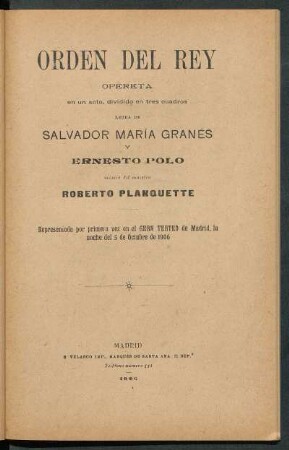 ORDEN DEL REY
OPERETA
en un acto, dividido en tres cuadros
LETRA DE
SALVADOR MARÍA GRANÉS
Y
ERNESTO POLO
música del maestro
ROBERTO PLANQUETTE
Representada por primera vez en el GRAN TEATRO de Madrid, la
noche del 5 de Octubre de 1906
MADRID
R. VELASCO, IMP., MARQUÉS DE SANTA ANA, 11 DUP.º
Teléfono número 551
1906